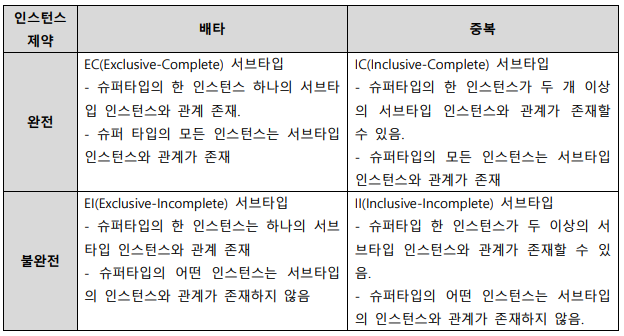 인스턴스
제약
배타
중복
완전
EC(Exclusive-Complete) 서브타입
- 슈퍼타입의 한 인스턴스 하나의 서브타
입 인스턴스와 관계 존재.
- 슈퍼 타입의 모든 인스턴스는 서브타입
인스턴스와 관계가 존재
IC(Inclusive-Complete) 서브타입
- 슈퍼타입의 한 인스턴스가 두 개 이상
의 서브타입 인스턴스와 관계가 존재할
수 있음.
- 슈퍼타입의 모든 인스턴스는 서브타입
인스턴스와 관계가 존재
불완전
EI(Exclusive-Incomplete) 서브타입
- 슈퍼타입의 한 인스턴스는 하나의 서브
타입 인스턴스와 관계 존재
- 슈퍼타입의 어떤 인스턴스는 서브타입
의 인스턴스와 관계가 존재하지 않음
II(Inclusive-Incomplete) 서브타입
- 슈퍼타입 한 인스턴스가 두 이상의 서
브타입 인스턴스와 관계가 존재할 수 있
음.
- 슈퍼타입의 어떤 인스턴스는 서브타입
의 인스턴스와 관계가 존재하지 않음.